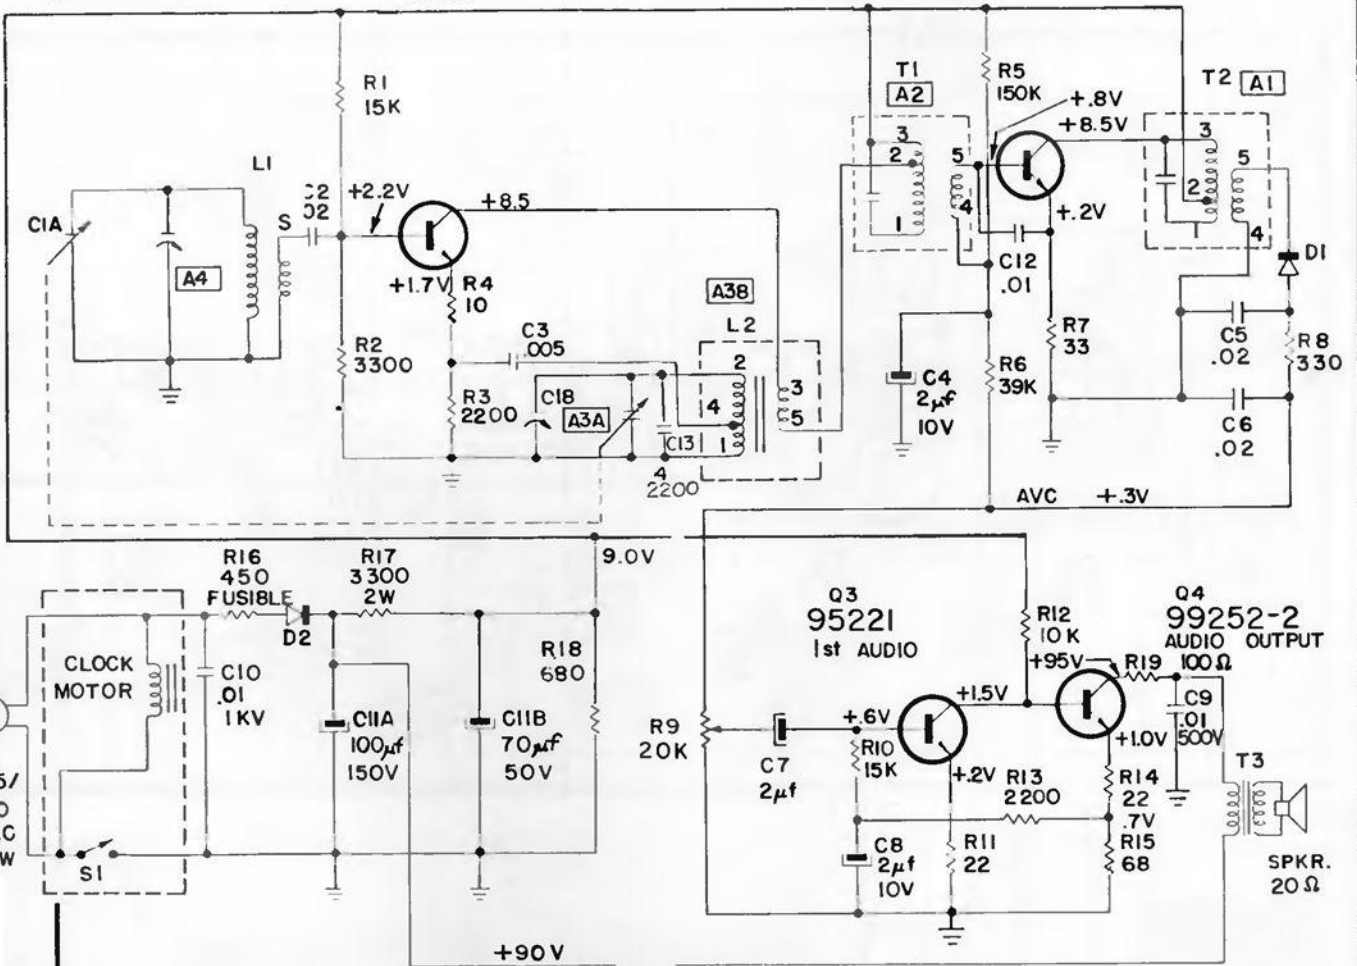 R1
15K
L1
S
C2
02
+2.2V
C1A
A4
+8.5
+1.7V
R4
10
R2
3300
C3
.005
R3
2200
C18
A3A
C13
4
2200
A38
L2
2
4
1
3
5
T1
A2
3
2
1
5
4
R5
150K
+.8V
+8.5V
+.2V
C12
.01
T2
A1
3
2
1
5
4
D1
R7
33
C5
.02
R8
330
C6
.02
C4
2µf
10V
R6
39K
AVC +.3V
9.0V
R16
450
FUSIBLE
D2
R17
3300
2W
CLOCK
MOTOR
C10
.01
1KV
S1
5/
0
C
W
C11A
100µf
150V
C11B
70µf
50V
R18
680
+90V
Q3
95221
1st AUDIO
R9
20K
C7
2µf
+.6V
R10
15K
+1.5V
+.2V
C8
2µf
10V
R11
22
R13
2200
R12
10K
Q4
99252-2
AUDIO OUTPUT
+95V
R19
100Ω
C9
.01
500V
+1.0V
R14
22
.7V
R15
68
T3
SPKR.
20Ω